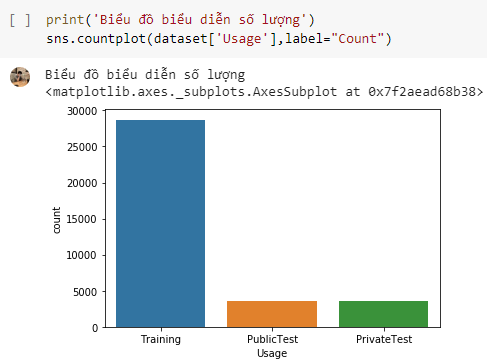 [ ] print('Biểu đồ biểu diễn số lượng')
sns.countplot(dataset['Usage'],label="Count")
Biểu đồ biểu diễn số lượng
<matplotlib.axes._subplots.AxesSubplot at 0x7f2aead68b38>
30000
25000
20000
15000
10000
5000
0
count
Training PublicTest PrivateTest
Usage